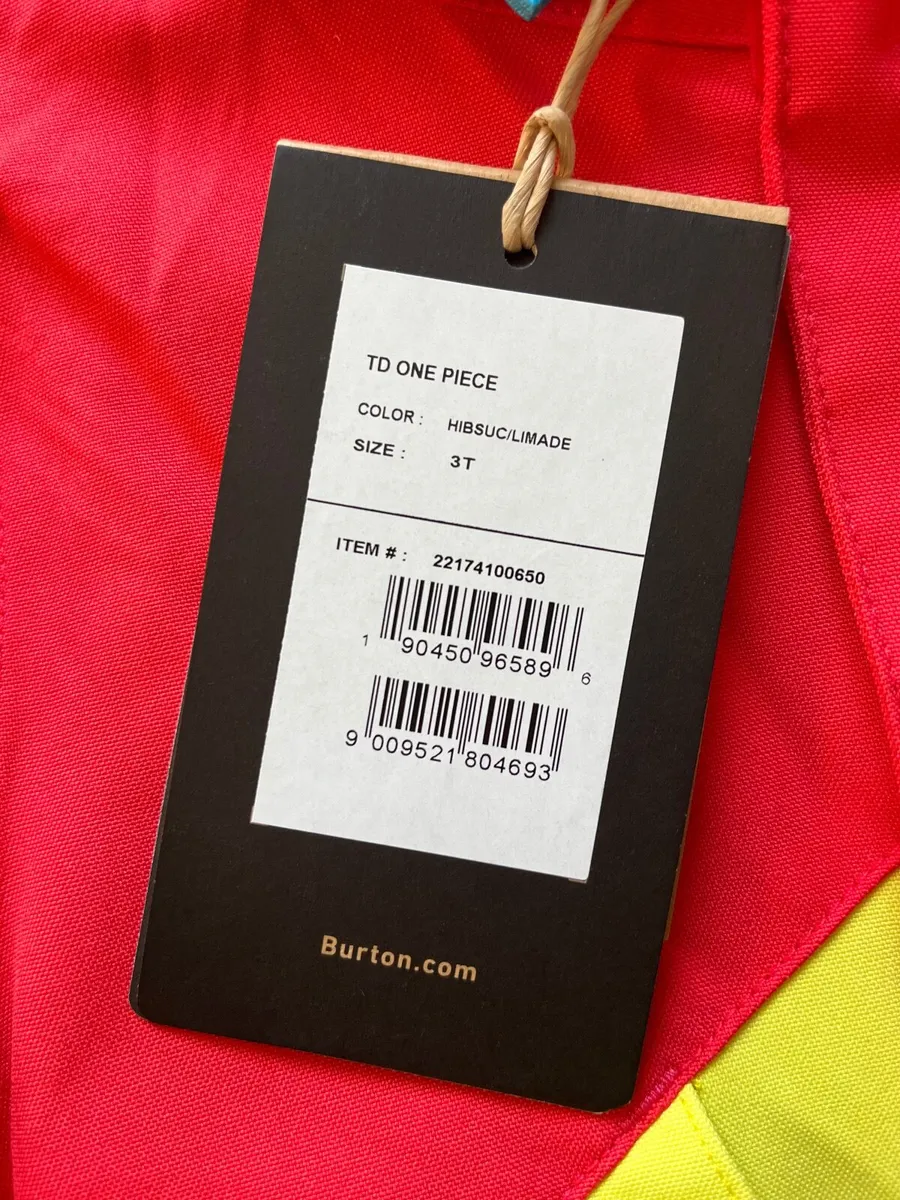 TD ONE PIECE
COLOR : HIBSUC/LIMADE
SIZE : 3T
ITEM # : 22174100650
1 90450 96589 6
9 009521 804693
Burton.com